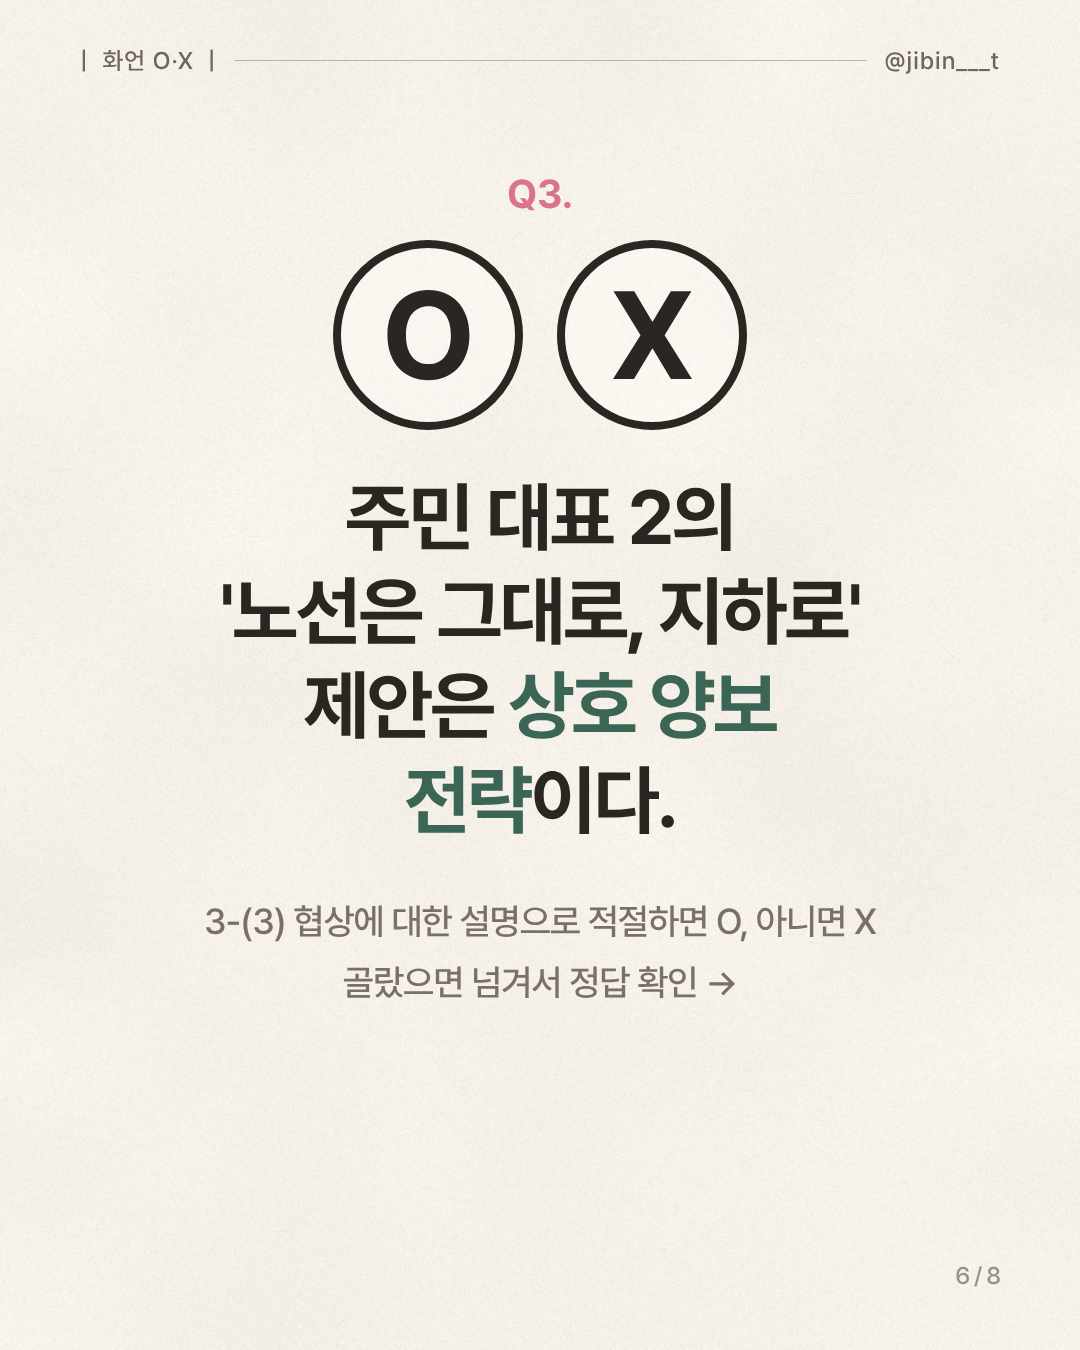 | 화언 O·X |
@jibin___t
Q3.
O X
주민 대표 2의
'노선은 그대로, 지하로'
제안은 상호 양보
전략이다.
3-(3) 협상에 대한 설명으로 적절하면 O, 아니면 X
골랐으면 넘겨서 정답 확인 →
6/8